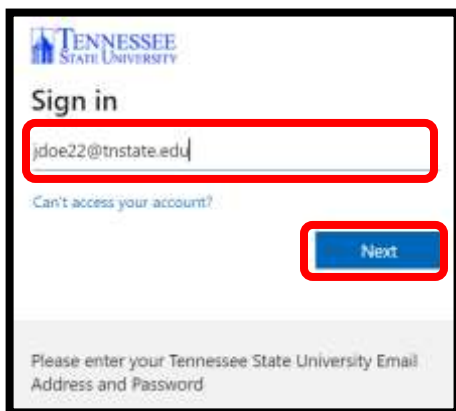 TENNESSEE
STATE UNIVERSITY
Sign in
jdoe22@tnstate.edu
Can't access your account?
Next
Please enter your Tennessee State University Email
Address and Password